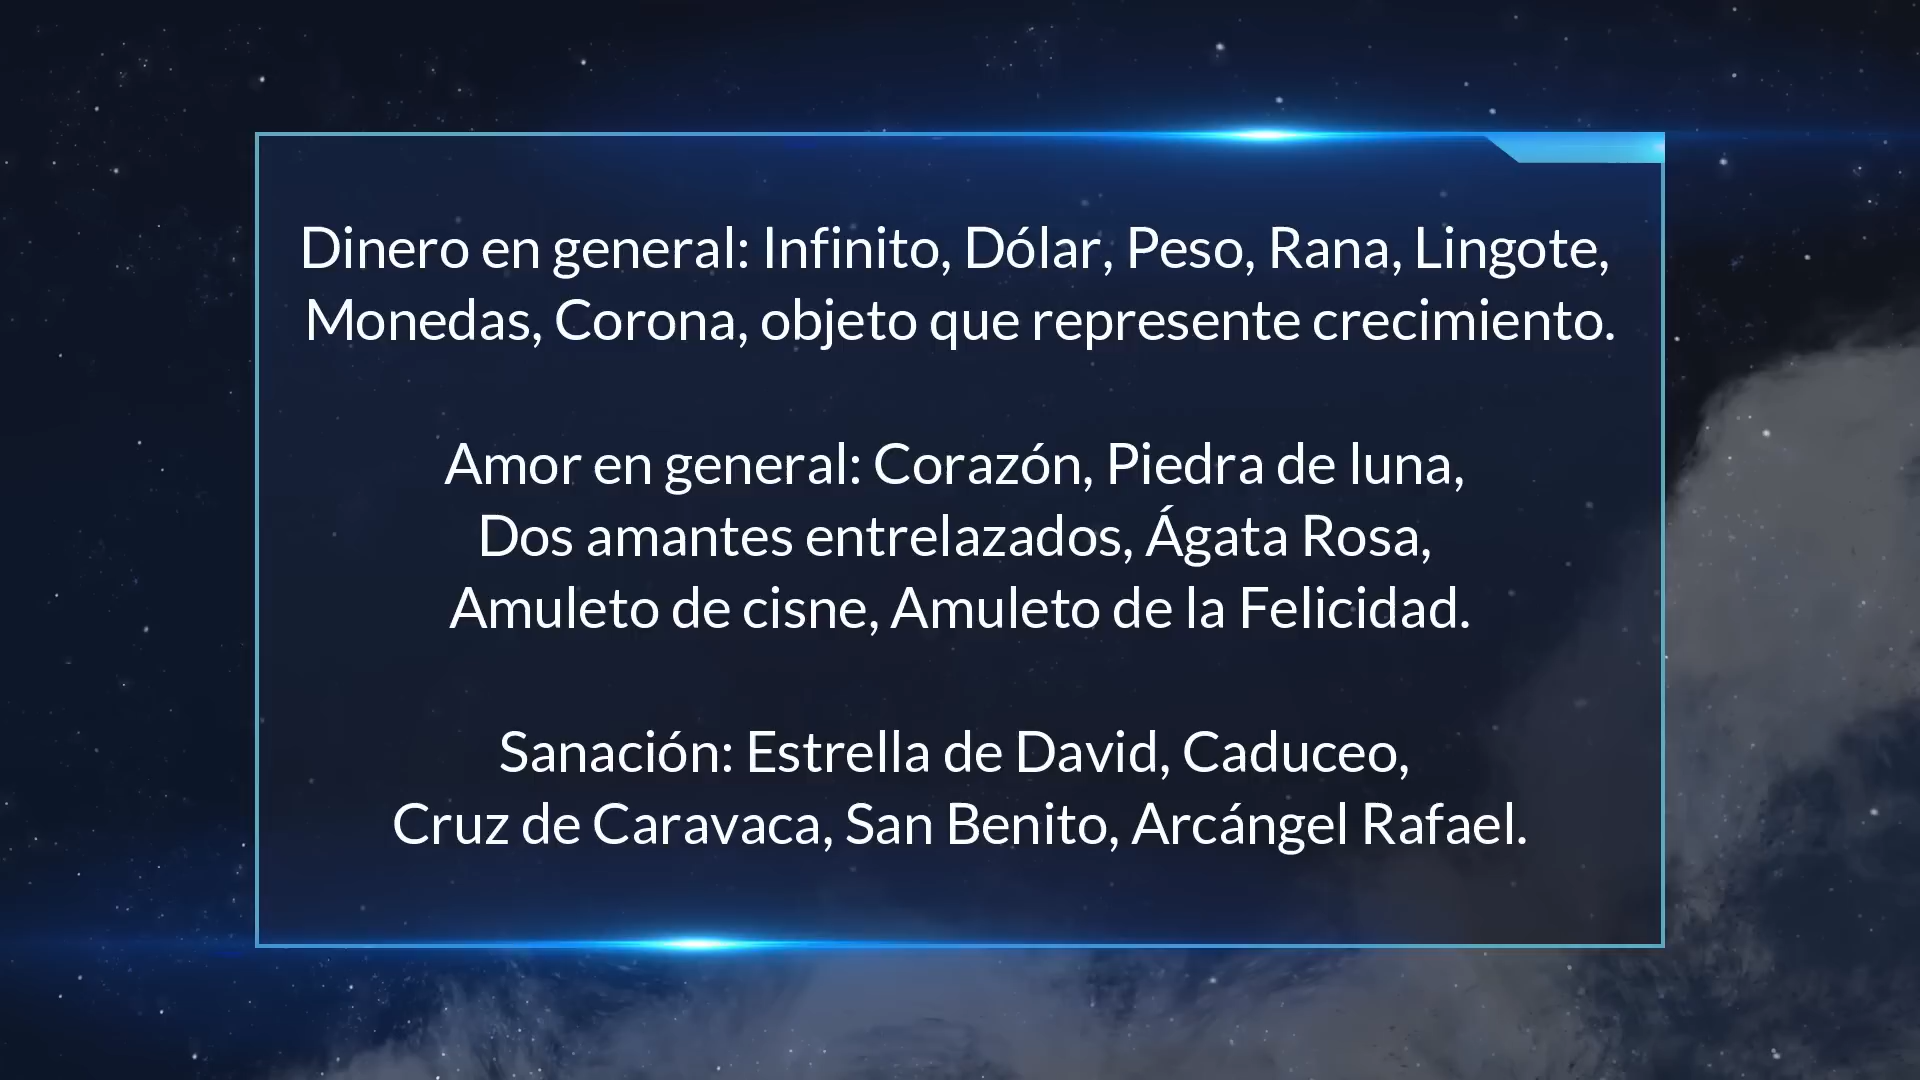 Dinero en general: Infinito, Dólar, Peso, Rana, Lingote,
Monedas, Corona, objeto que represente crecimiento.
Amor en general: Corazón, Piedra de luna,
Dos amantes entrelazados, Ágata Rosa,
Amuleto de cisne, Amuleto de la Felicidad.
Sanación: Estrella de David, Caduceo,
Cruz de Caravaca, San Benito, Arcángel Rafael.